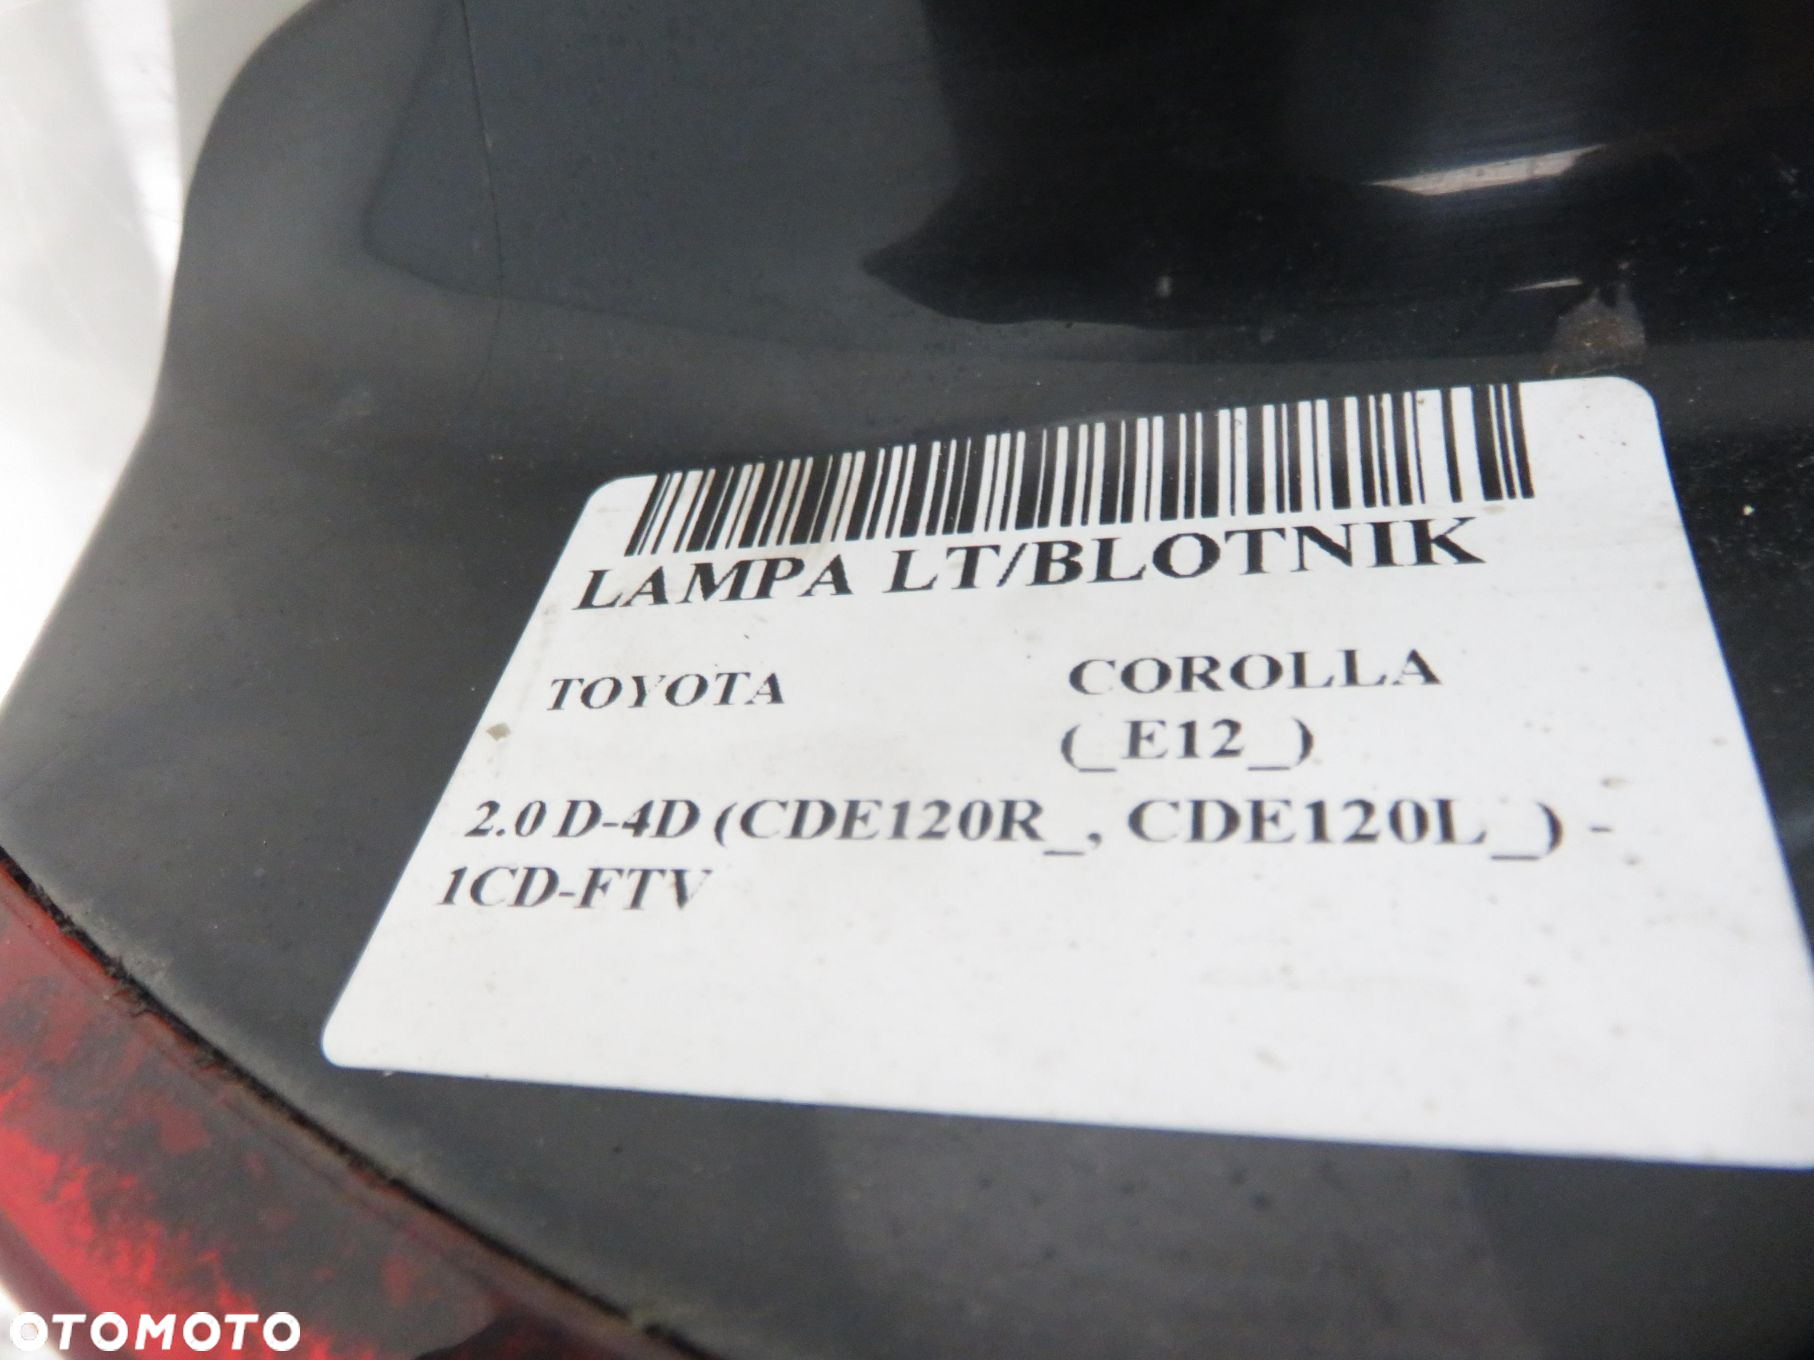 LAMPA LT/BLOTNIK
TOYOTA COROLLA
(_E12_)
2.0 D-4D (CDE120R_, CDE120L_) -
1CD-FTV
OTOMOTO